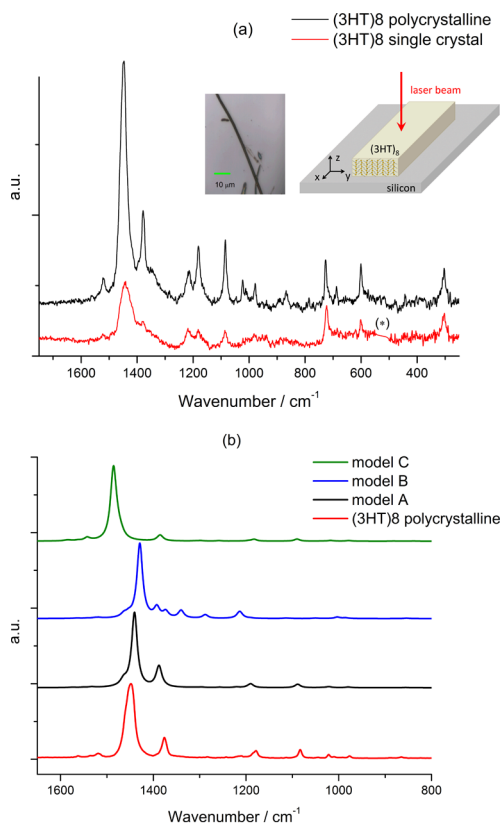 (a)
(3HT)8 polycrystalline
(3HT)8 single crystal
laser beam
(3HT)8
z
x
y
silicon
10 μm
(*)
a.u.
1600 1400 1200 1000 800 600 400
Wavenumber / cm-1
(b)
model C
model B
model A
(3HT)8 polycrystalline
a.u.
1600 1400 1200 1000 800
Wavenumber / cm-1